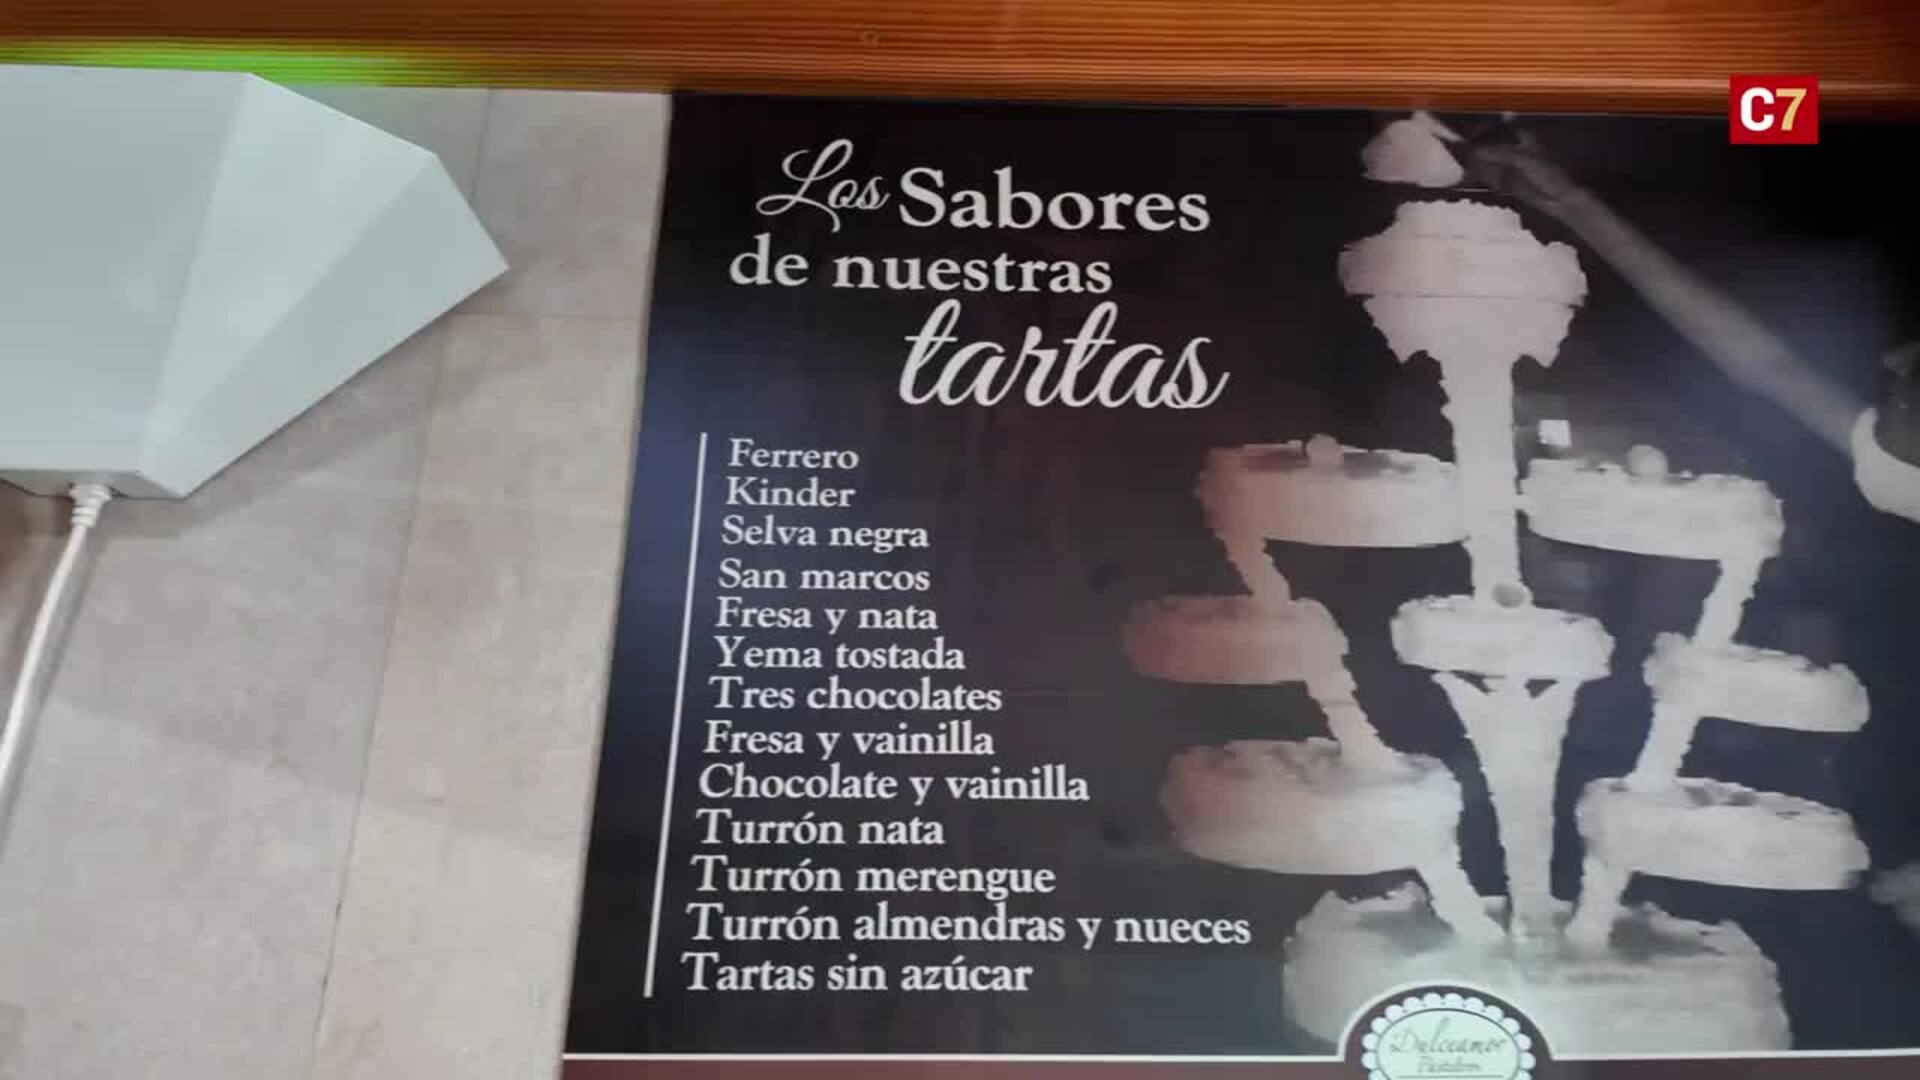 C7
Los Sabores
de nuestras
tartas
Ferrero
Kinder
Selva negra
San marcos
Fresa y nata
Yema tostada
Tres chocolates
Fresa y vainilla
Chocolate y vainilla
Turrón nata
Turrón merengue
Turrón almendras y nueces
Tartas sin azúcar
Dulceamor